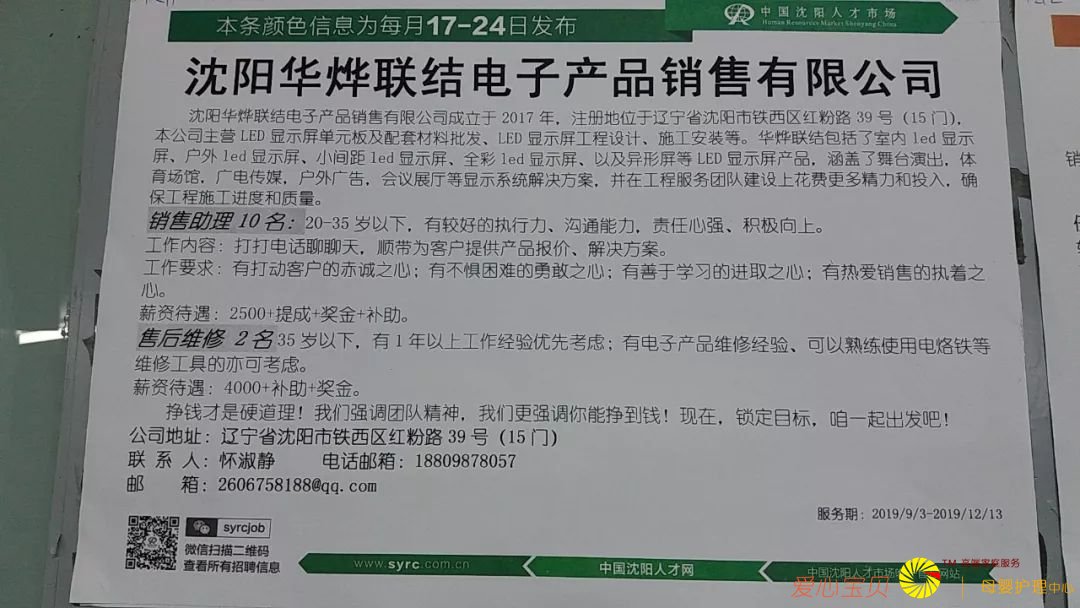 本条颜色信息为每月17-24日发布
中国沈阳人才市场
Human Resources Market Shenyang China
沈阳华烨联结电子产品销售有限公司
沈阳华烨联结电子产品销售有限公司成立于 2017 年，注册地位于辽宁省沈阳市铁西区红粉路 39 号（15 门），
本公司主营 LED 显示屏单元板及配套材料批发、LED 显示屏工程设计、施工安装等。华烨联结包括了室内 led 显示
屏、户外 led 显示屏、小间距 led 显示屏、全彩 led 显示屏、以及异形屏等 LED 显示屏产品，涵盖了舞台演出，体
育场馆，广电传媒，户外广告，会议展厅等显示系统解决方案，并在工程服务团队建设上花费更多精力和投入，确
保工程施工进度和质量。
销售助理 10 名：20-35 岁以下，有较好的执行力、沟通能力，责任心强、积极向上。
工作内容：打打电话聊聊天，顺带为客户提供产品报价、解决方案。
工作要求：有打动客户的赤诚之心；有不惧困难的勇敢之心；有善于学习的进取之心；有热爱销售的执着之
心。
薪资待遇：2500+提成+奖金+补助。
售后维修 2 名 35 岁以下，有 1 年以上工作经验优先考虑；有电子产品维修经验、可以熟练使用电烙铁等
维修工具的亦可考虑。
薪资待遇：4000+补助+奖金。
挣钱才是硬道理！我们强调团队精神，我们更强调你能挣到钱！现在，锁定目标，咱一起出发吧！
公司地址：辽宁省沈阳市铁西区红粉路 39 号（15 门）
联 系 人：怀淑静 电话邮箱：18809878057
邮 箱：2606758188@qq.com
服务期：2019/9/3-2019/12/13
syrcjob
微信扫描二维码
查看所有招聘信息
www.syrc.com.cn
中国沈阳人才网
中国沈阳人才市场
网站
爱心宝贝
母婴护理中心